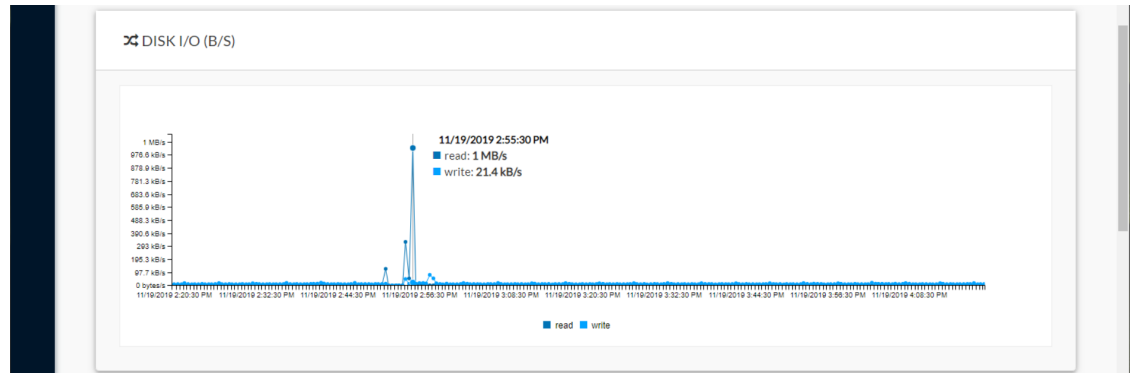 DISK I/O (B/S)
11/19/2019 2:55:30 PM
read: 1 MB/s
write: 21.4 kB/s
1 MB/s
976.6 kB/s
878.9 kB/s
781.3 kB/s
683.6 kB/s
585.9 kB/s
488.3 kB/s
390.6 kB/s
293 kB/s
195.3 kB/s
97.7 kB/s
0 bytes/s
11/19/2019 2:20:30 PM 11/19/2019 2:32:30 PM 11/19/2019 2:44:30 PM 11/19/2019 2:56:30 PM 11/19/2019 3:08:30 PM 11/19/2019 3:20:30 PM 11/19/2019 3:32:30 PM 11/19/2019 3:44:30 PM 11/19/2019 3:56:30 PM 11/19/2019 4:08:30 PM
read write